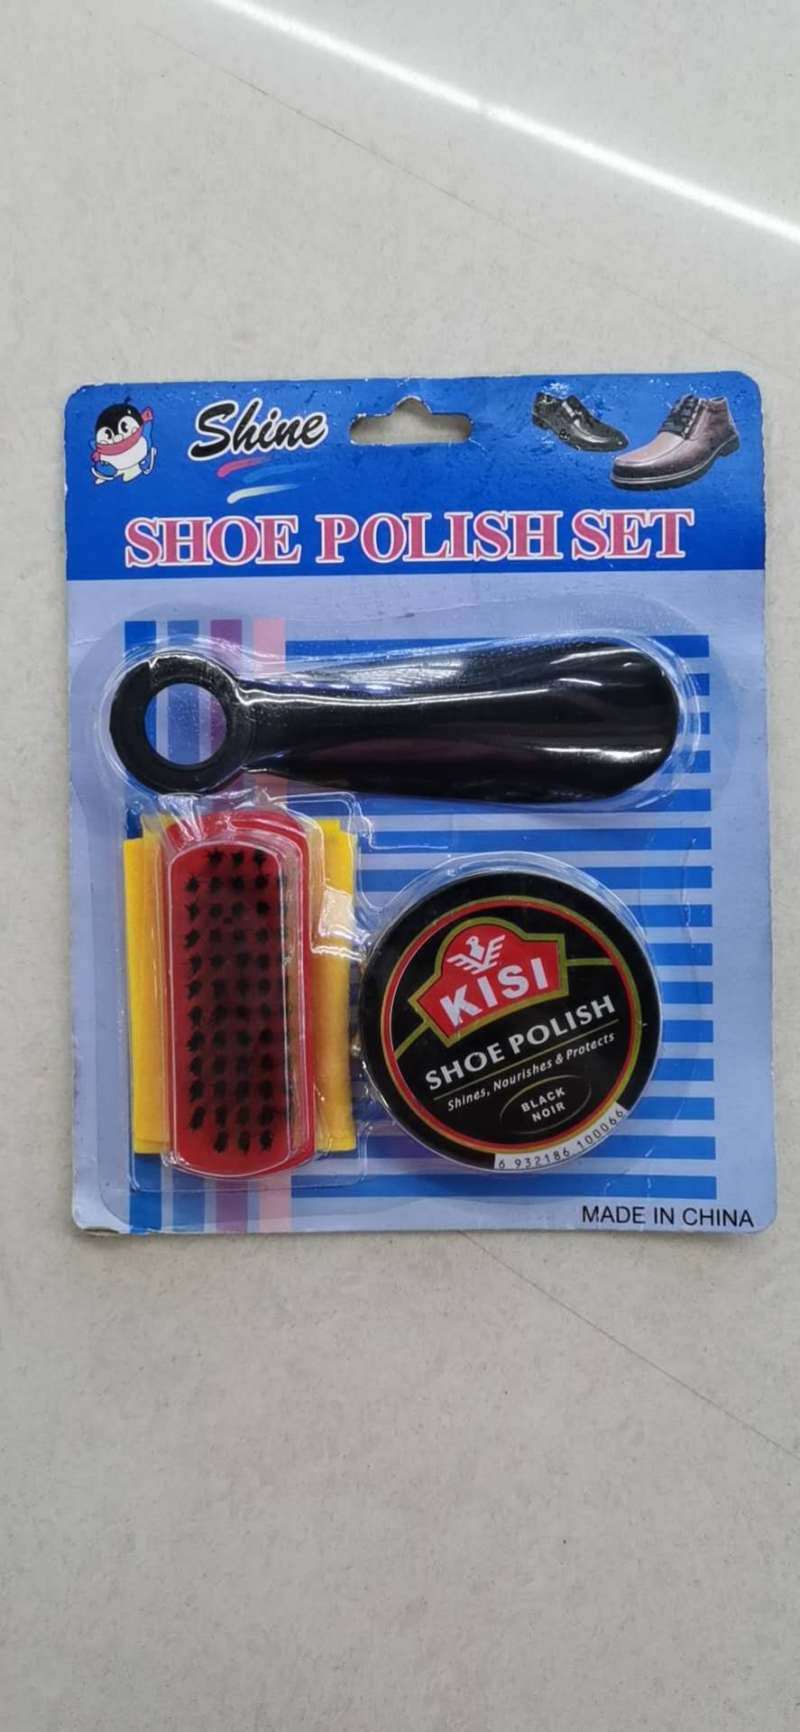 Shine
SHOE POLISH SET
KISI
SHOE POLISH
Shines, Nourishes & Protects
BLACK
NOIR
6 932186 100066
MADE IN CHINA